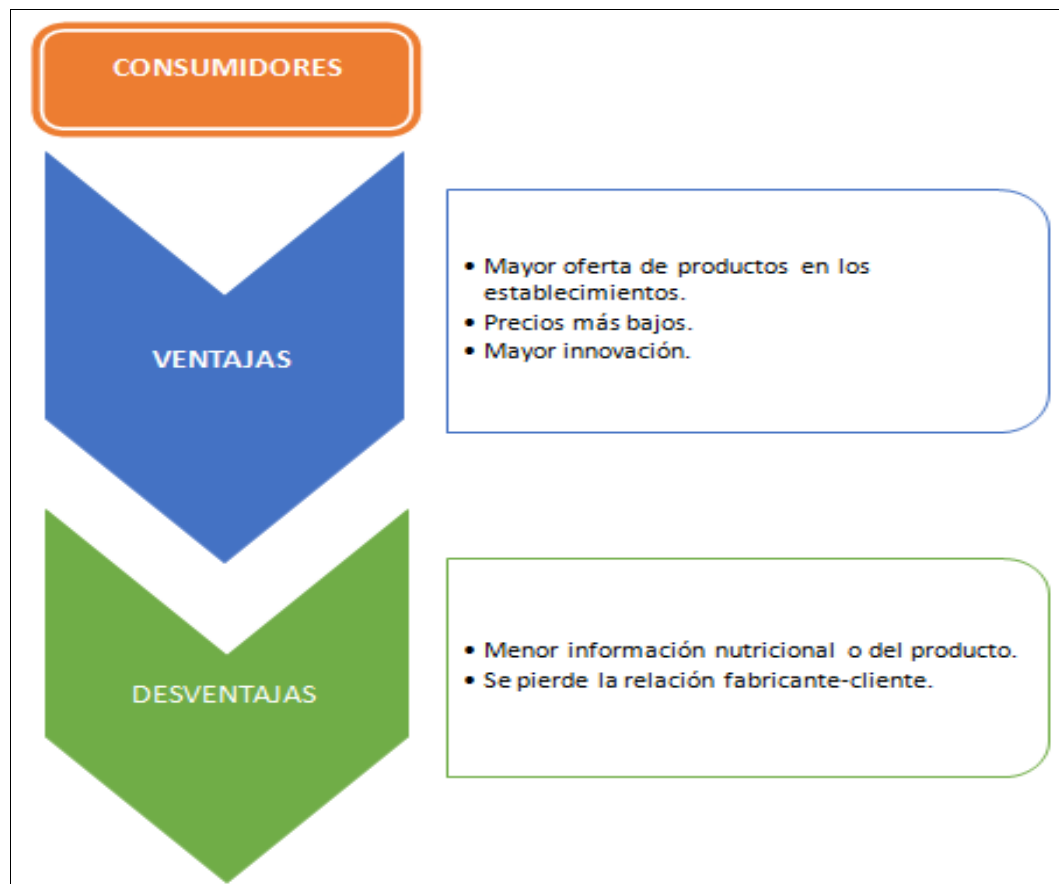 CONSUMIDORES
VENTAJAS
• Mayor oferta de productos en los
establecimientos.
• Precios más bajos.
• Mayor innovación.
DESVENTAJAS
• Menor información nutricional o del producto.
• Se pierde la relación fabricante-cliente.